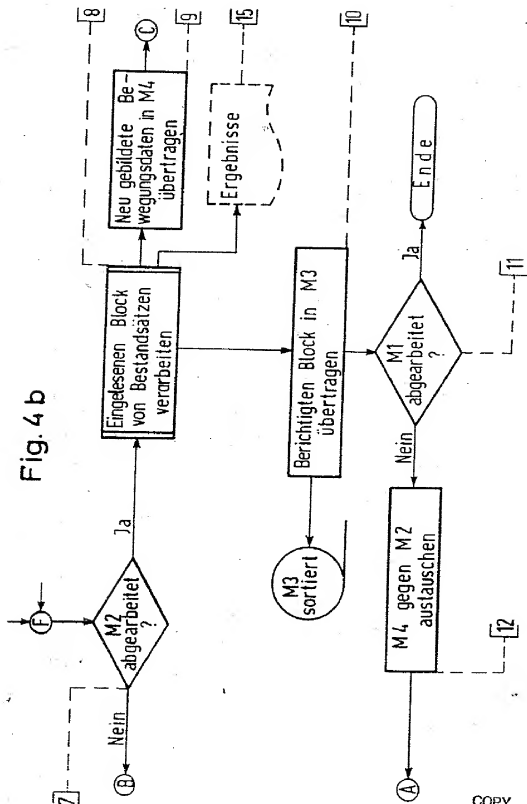 Fig. 4 b
F
7
M2
abgearbeitet
?
Nein
B
Ja
Eingelesenen Block
von Bestandsätzen
verarbeiten
8
Neu gebildete Be-
wegungsdaten in M4
übertragen
C
9
Ergebnisse
15
Berichtigten Block in M3
übertragen
10
M3
sortiert
M1
abgearbeitet
?
Ja
Ende
11
Nein
M4 gegen M2
austauschen
12
A
COPY